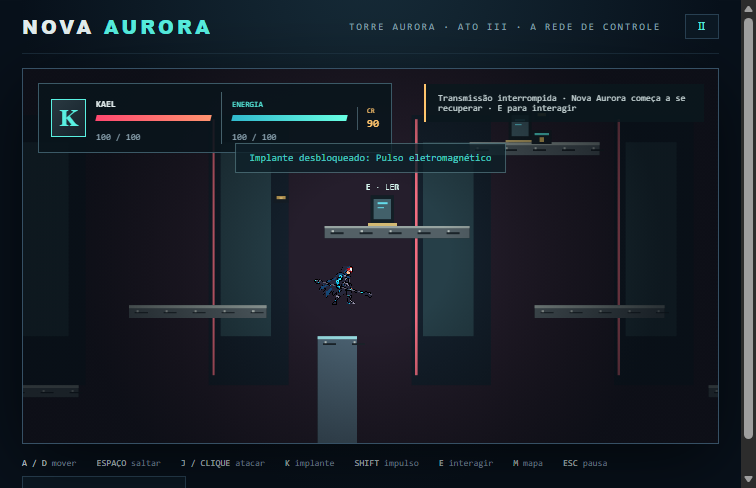 NOVA AURORA
TORRE AURORA · ATO III · A REDE DE CONTROLE
II
K
KAEL
100 / 100
ENERGIA
100 / 100
CR
90
Transmissão interrompida · Nova Aurora começa a se
recuperar · E para interagir
Implante desbloqueado: Pulso eletromagnético
E · LER
A / D mover ESPAÇO saltar J / CLIQUE atacar K implante SHIFT impulso E interagir M mapa ESC pausa